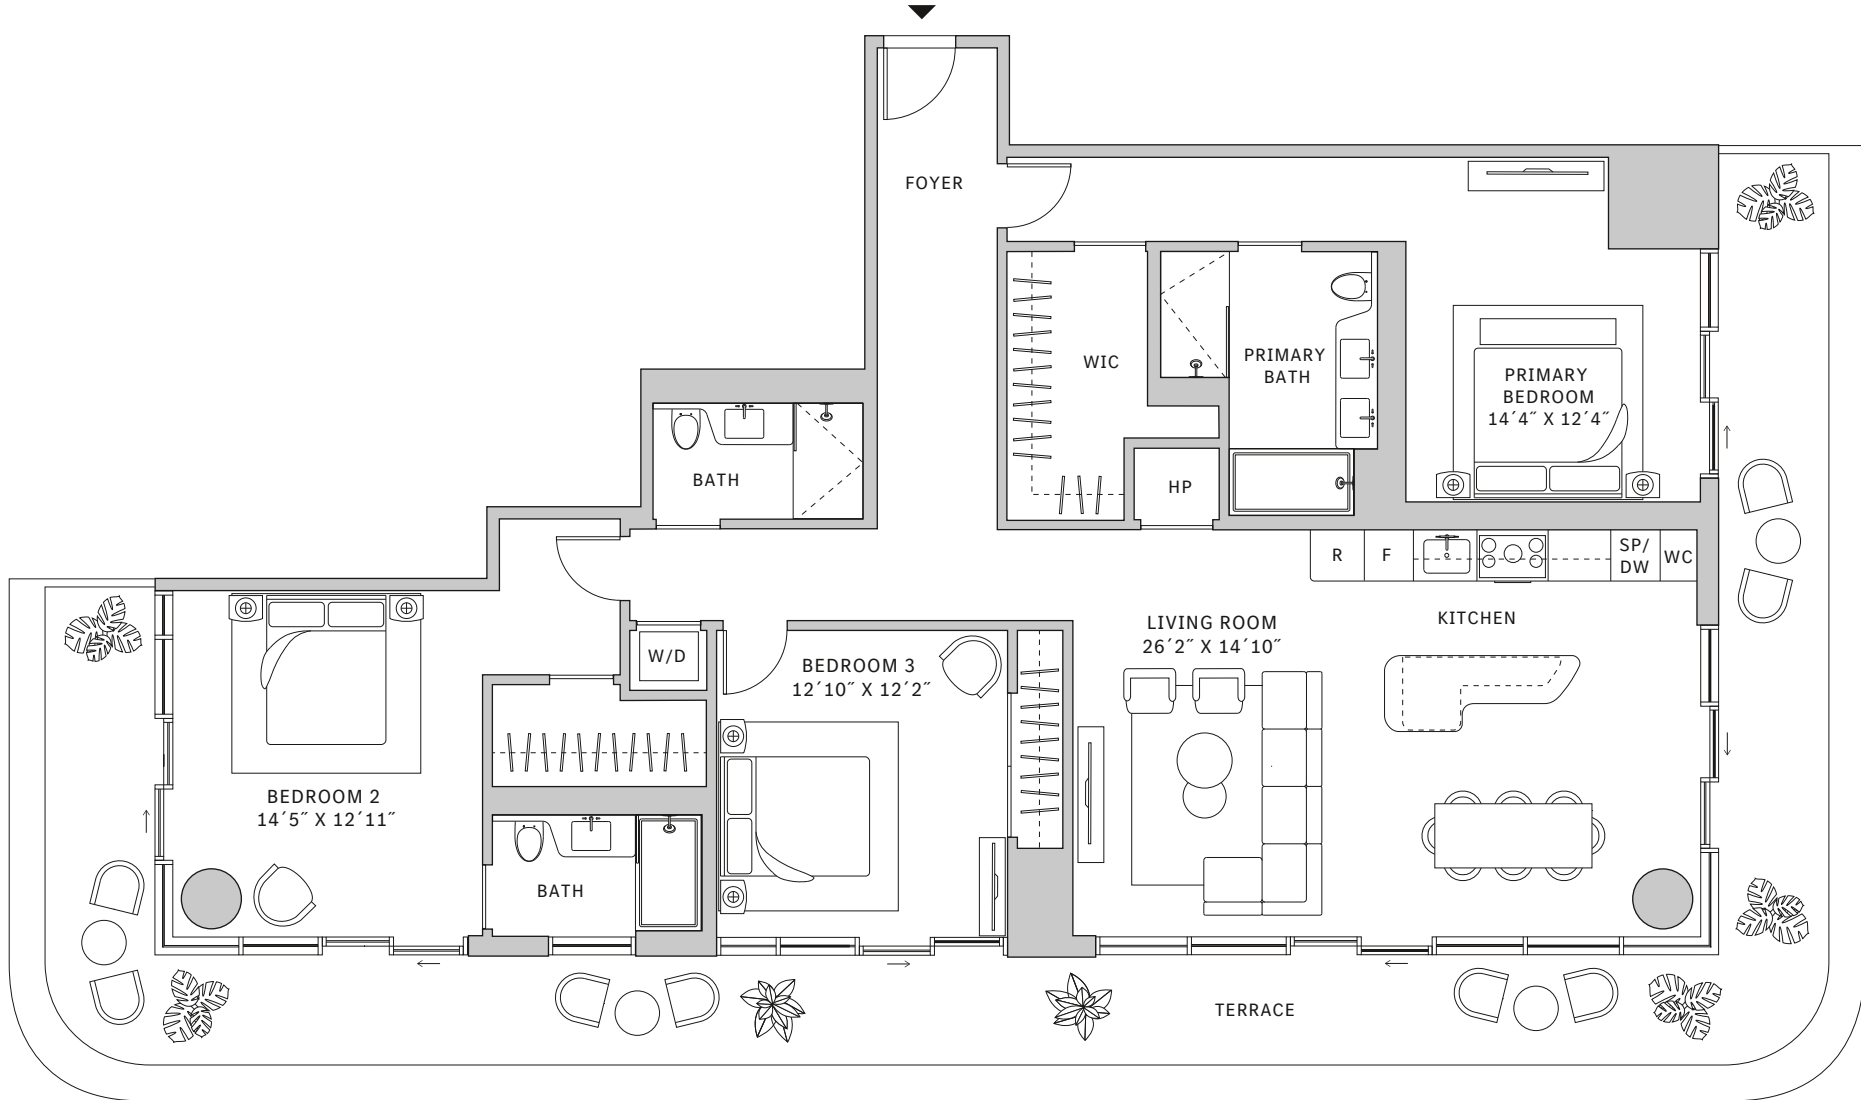 FOYER
WIC
PRIMARY
BATH
PRIMARY
BEDROOM
14´4˝ X 12´4˝
BATH
HP
R
F
SP/
DW
WC
KITCHEN
LIVING ROOM
26´2˝ X 14´10˝
W/D
BEDROOM 3
12´10˝ X 12´2˝
BEDROOM 2
14´5˝ X 12´11˝
BATH
TERRACE